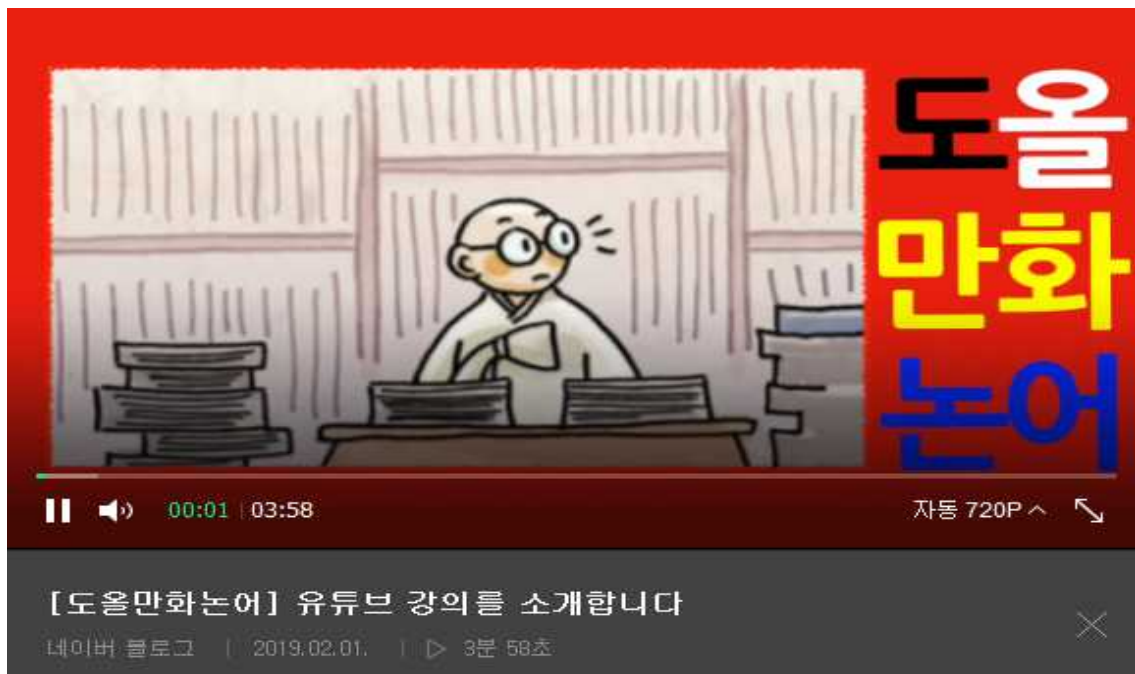 도올
만화
논어
00:01 | 03:58
자동 720P
[도올만화논어] 유튜브 강의를 소개합니다
네이버 블로그 | 2019.02.01. | ▷ 3분 58초